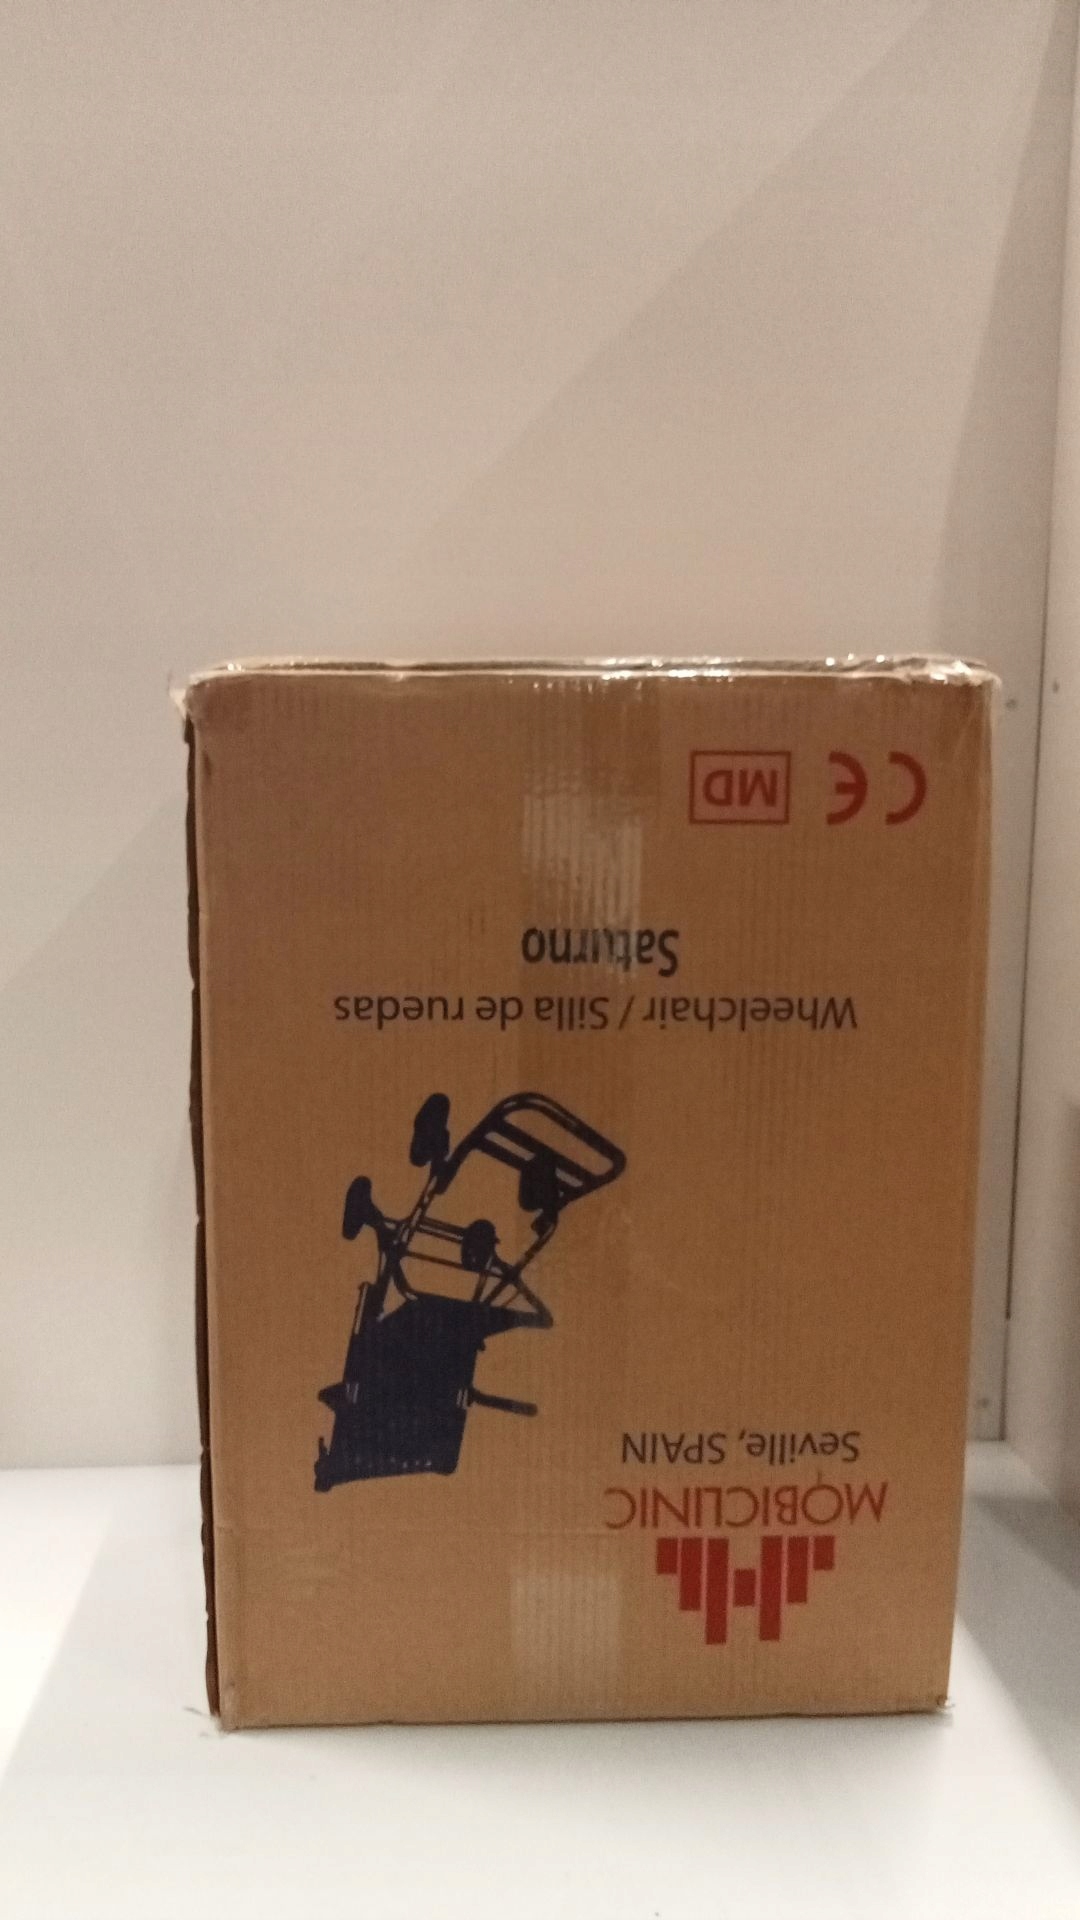 MOBICLINIC
Seville, SPAIN
Wheelchair / Silla de ruedas
Saturno
CE MD